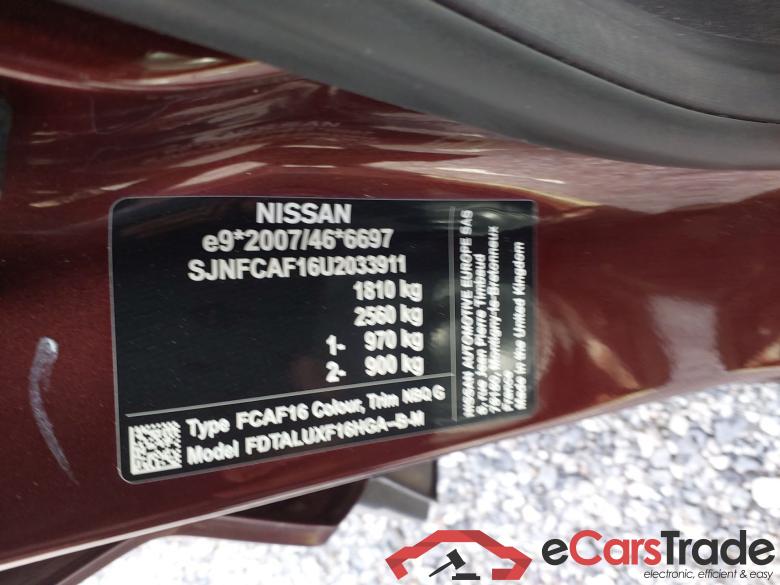 NISSAN
e9*2007/46*6697
SJNFCAF16U2033911
1810 kg
2560 kg
1- 970 kg
2- 900 kg
Type FCAF16 Colour, Trim NBQ G
Model FDTALUXF16HGA-B-M
NISSAN AUTOMOTIVE EUROPE SAS
8, rue Jean Pierre Timbaud
78180, Montigny-le-Bretonneux
France
Made in the United Kingdom
eCarsTrade
electronic, efficient & easy